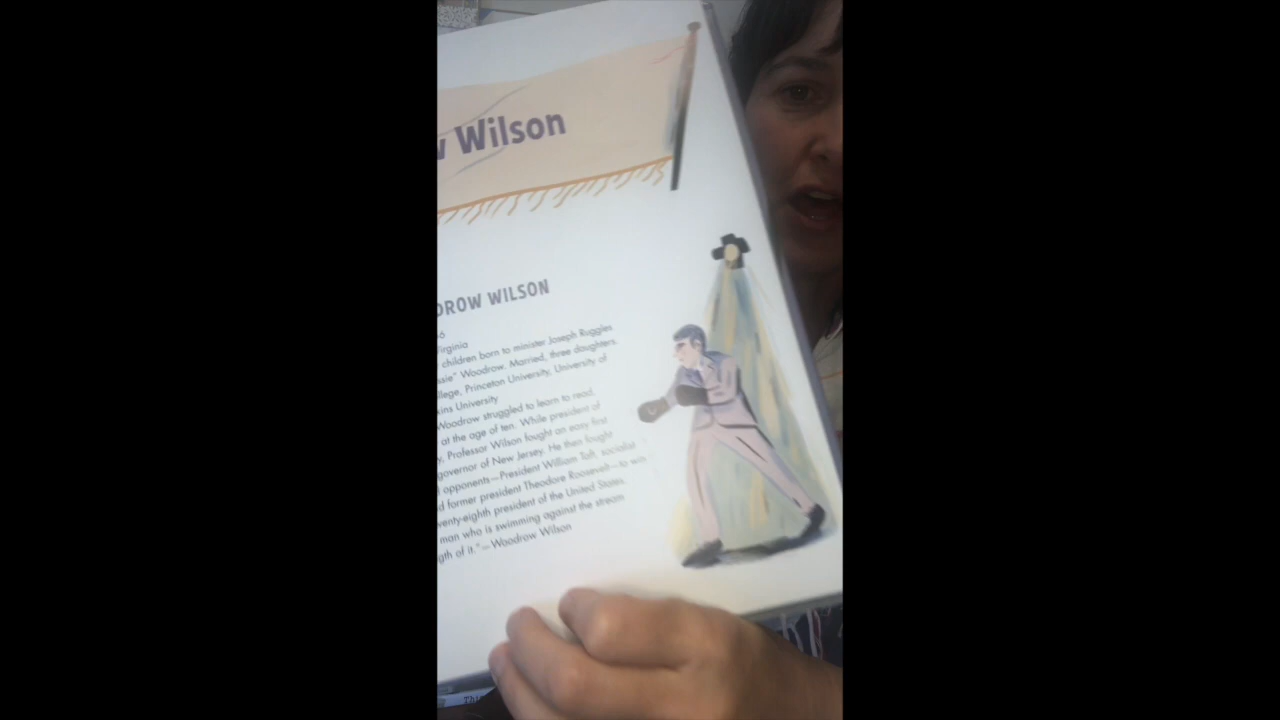 w Wilson
DROW WILSON
6
Virginia
children born to minister Joseph Ruggles
ssie" Woodrow. Married, three daughters.
llege, Princeton University, University of
kins University
Woodrow struggled to learn to read,
at the age of ten. While president of
y, Professor Wilson fought an easy first
governor of New Jersey. He then fought
l opponents—President William Taft, socialist
d former president Theodore Roosevelt—to win
wenty-eighth president of the United States.
man who is swimming against the stream
gth of it."—Woodrow Wilson